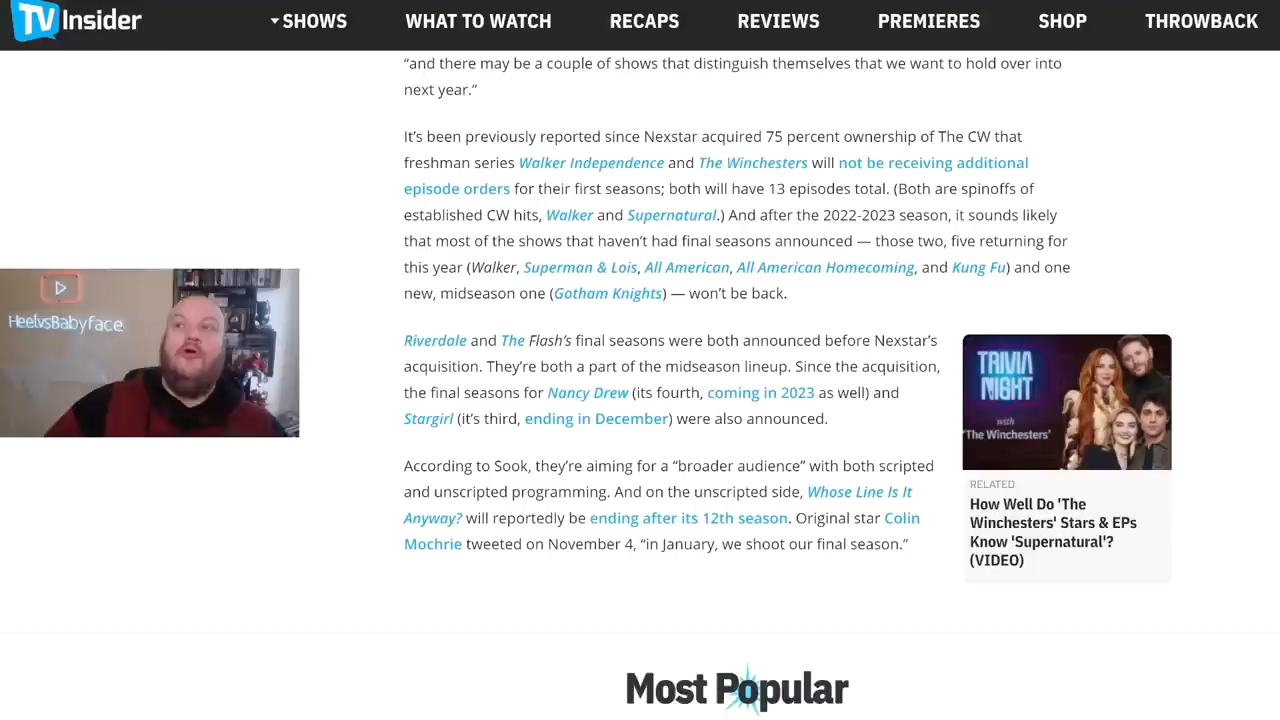 TV Insider
SHOWS
WHAT TO WATCH
RECAPS
REVIEWS
PREMIERES
SHOP
THROWBACK
“and there may be a couple of shows that distinguish themselves that we want to hold over into
next year.”
It’s been previously reported since Nexstar acquired 75 percent ownership of The CW that
freshman series Walker Independence and The Winchesters will not be receiving additional
episode orders for their first seasons; both will have 13 episodes total. (Both are spinoffs of
established CW hits, Walker and Supernatural.) And after the 2022-2023 season, it sounds likely
that most of the shows that haven’t had final seasons announced — those two, five returning for
this year (Walker, Superman & Lois, All American, All American Homecoming, and Kung Fu) and one
new, midseason one (Gotham Knights) — won’t be back.
HeelvsBabyface
Riverdale and The Flash’s final seasons were both announced before Nexstar’s
acquisition. They’re both a part of the midseason lineup. Since the acquisition,
the final seasons for Nancy Drew (its fourth, coming in 2023 as well) and
Stargirl (it’s third, ending in December) were also announced.
According to Sook, they’re aiming for a “broader audience” with both scripted
and unscripted programming. And on the unscripted side, Whose Line Is It
Anyway? will reportedly be ending after its 12th season. Original star Colin
Mochrie tweeted on November 4, “in January, we shoot our final season.”
TRIVIA
NIGHT
with
'The Winchesters'
RELATED
How Well Do 'The
Winchesters' Stars & EPs
Know 'Supernatural'?
(VIDEO)
Most Popular